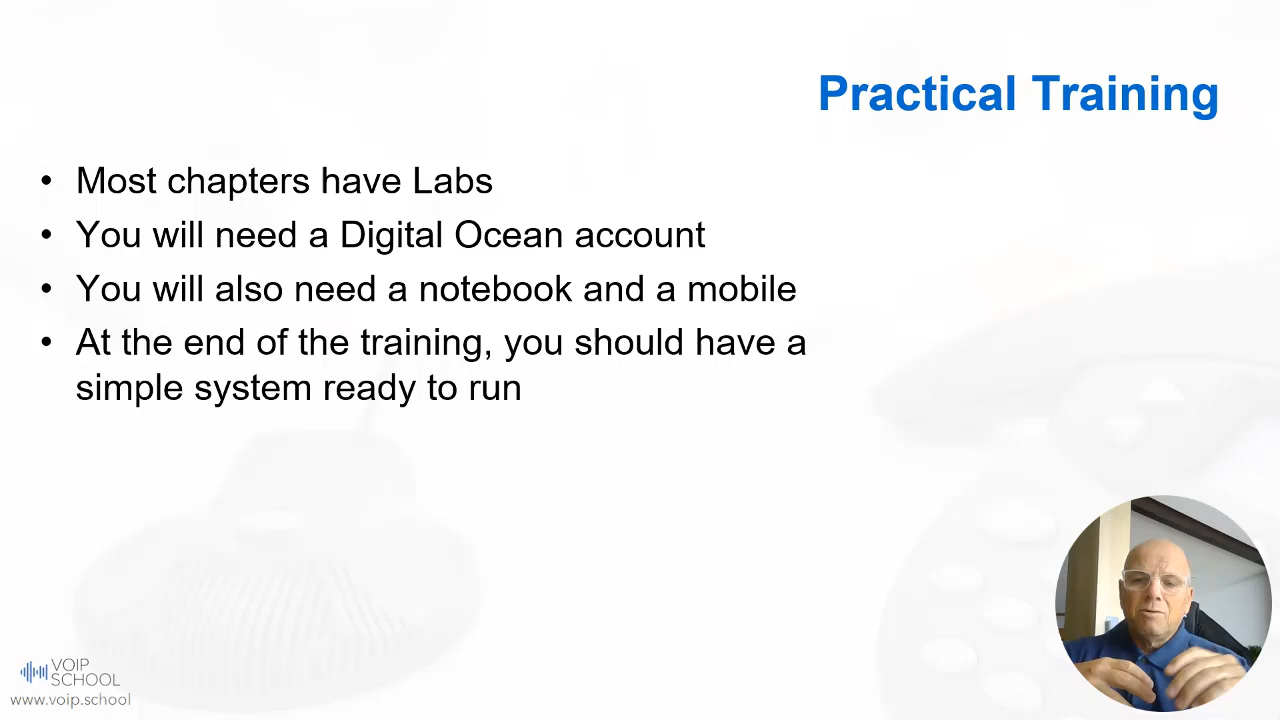 Practical Training
• Most chapters have Labs
• You will need a Digital Ocean account
• You will also need a notebook and a mobile
• At the end of the training, you should have a
simple system ready to run
VOIP
SCHOOL
www.voip.school